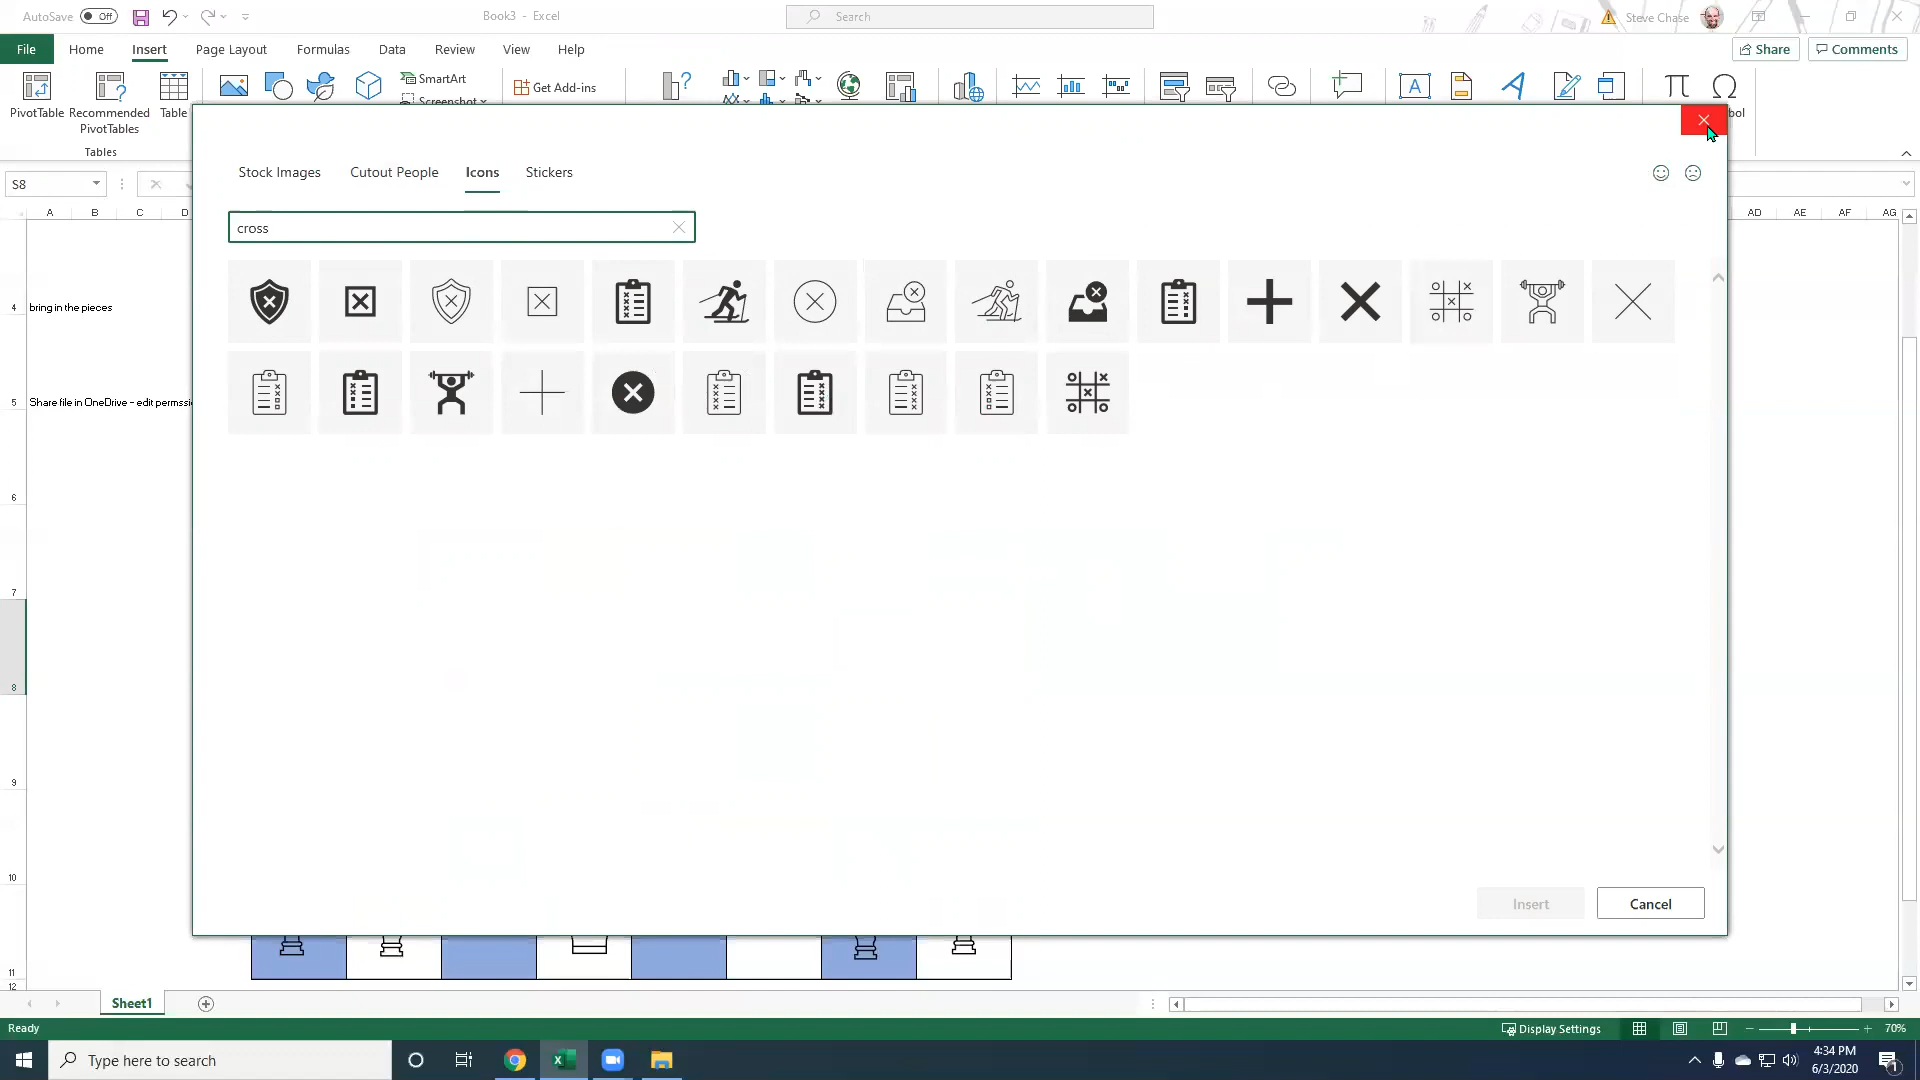 AutoSave Off Book3 - Excel Search Steve Chase
File Home Insert Page Layout Formulas Data Review View Help Share Comments
SmartArt
Screenshot
Get Add-ins
PivotTable Recommended PivotTables Table
Tables
S8
A B C D AD AE AF AG
Stock Images Cutout People Icons Stickers
cross
4 bring in the pieces
5 Share file in OneDrive - edit permssi
6
7
8
9
10
11
12
Insert Cancel
Sheet1
Ready Display Settings 70%
Type here to search
4:34 PM
6/3/2020
1